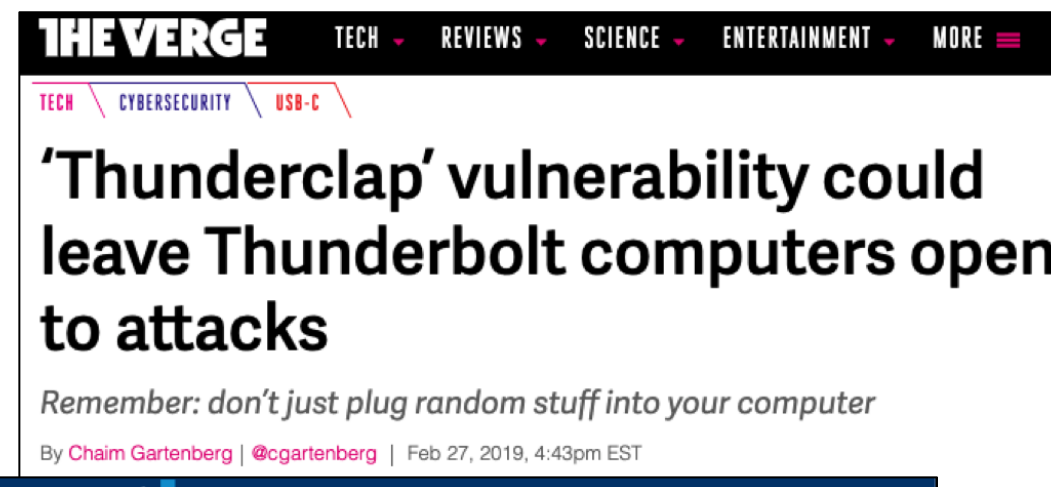 THE VERGE TECH REVIEWS SCIENCE ENTERTAINMENT MORE
TECH CYBERSECURITY USB-C
‘Thunderclap’ vulnerability could
leave Thunderbolt computers open
to attacks
Remember: don’t just plug random stuff into your computer
By Chaim Gartenberg | @cgartenberg | Feb 27, 2019, 4:43pm EST